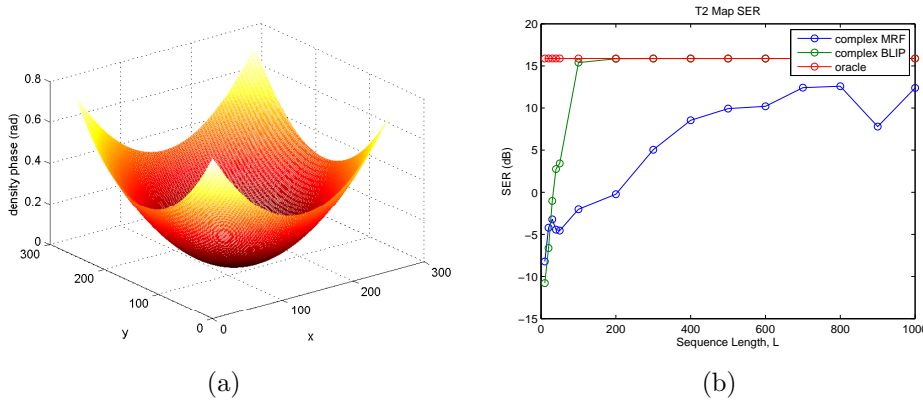 0.8
0.6
0.4
0.2
0
density phase (rad)
300
200
100
0
y
0
100
200
300
x
(a)
T2 Map SER
complex MRF
complex BLIP
oracle
20
15
10
5
0
−5
−10
−15
SER (dB)
0
200
400
600
800
1000
Sequence Length, L
(b)